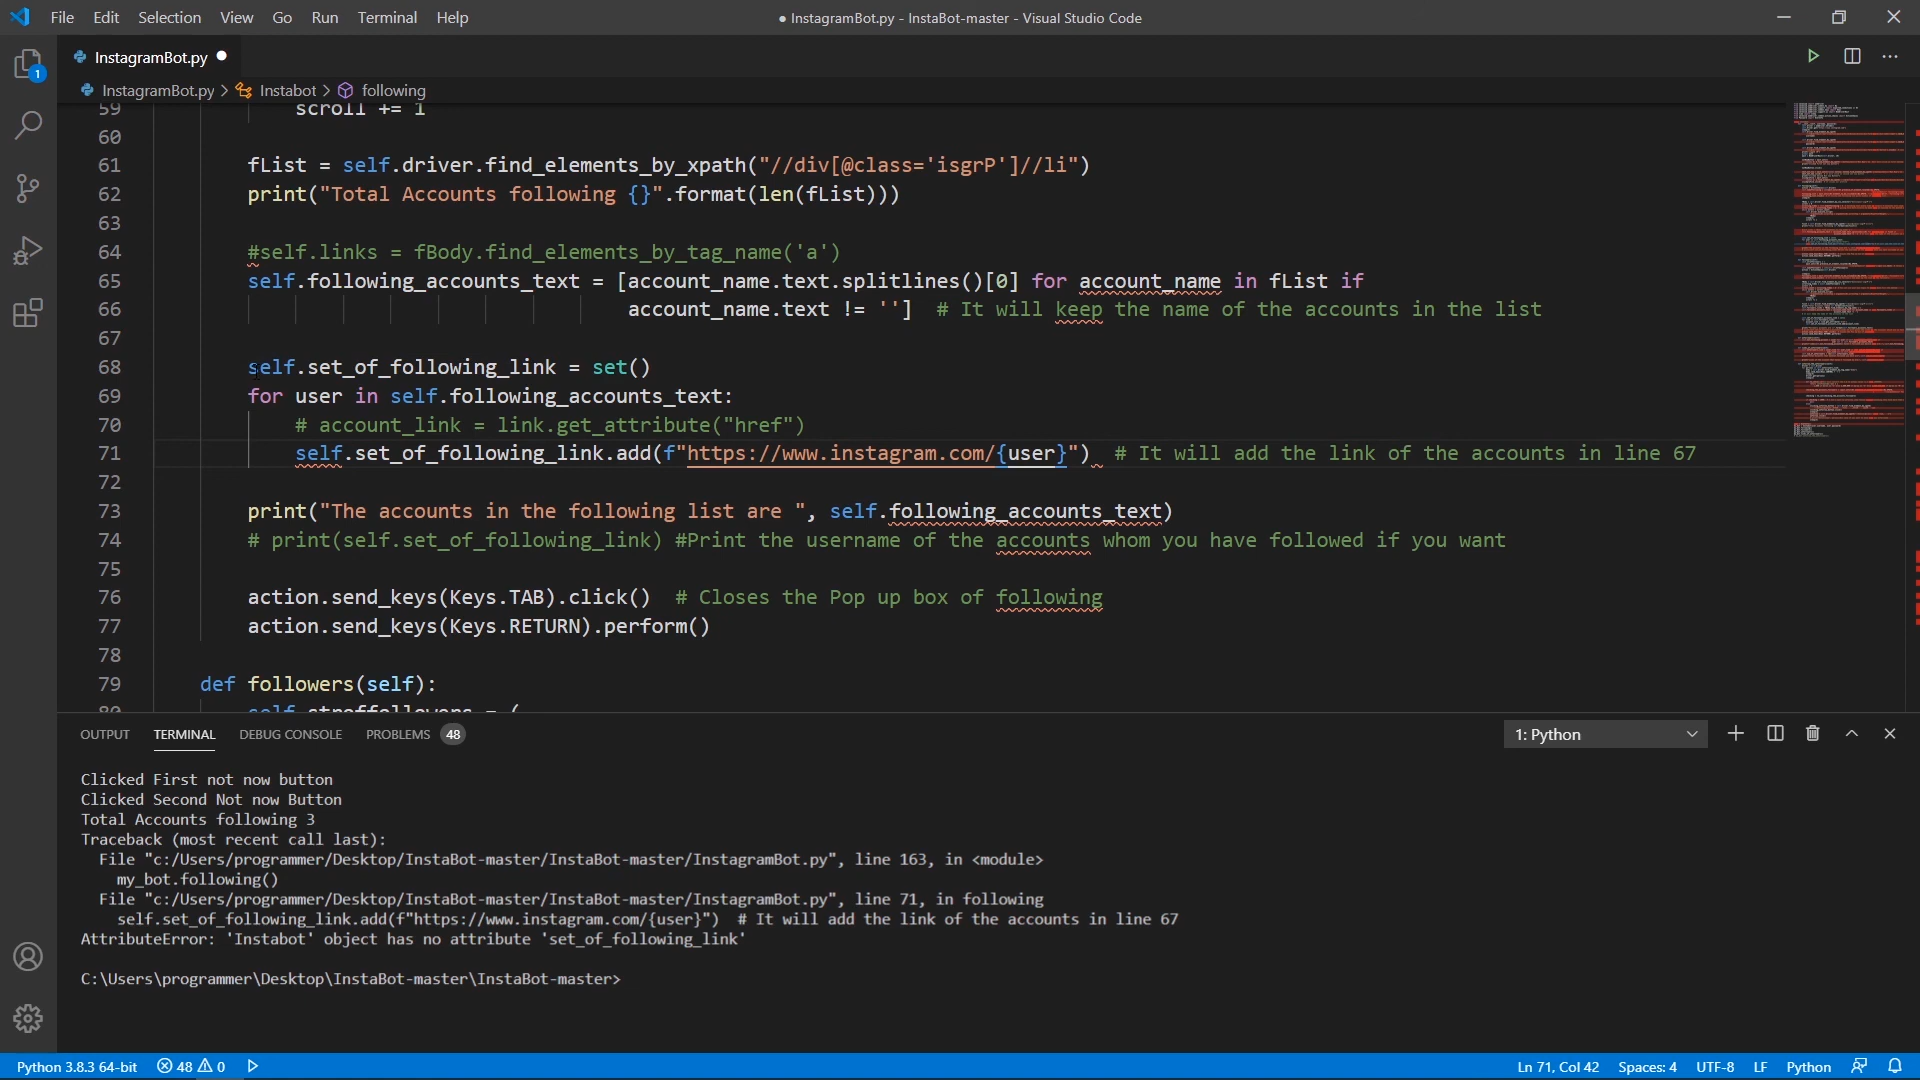 File Edit Selection View Go Run Terminal Help
● InstagramBot.py - InstaBot-master - Visual Studio Code
1
InstagramBot.py ●
InstagramBot.py > Instabot > following
59 scroll += 1
60
61 fList = self.driver.find_elements_by_xpath("//div[@class='isgrP']//li")
62 print("Total Accounts following {}".format(len(fList)))
63
64 #self.links = fBody.find_elements_by_tag_name('a')
65 self.following_accounts_text = [account_name.text.splitlines()[0] for account_name in fList if
66 account_name.text != ''] # It will keep the name of the accounts in the list
67
68 self.set_of_following_link = set()
69 for user in self.following_accounts_text:
70 # account_link = link.get_attribute("href")
71 self.set_of_following_link.add(f"https://www.instagram.com/{user}") # It will add the link of the accounts in line 67
72
73 print("The accounts in the following list are ", self.following_accounts_text)
74 # print(self.set_of_following_link) #Print the username of the accounts whom you have followed if you want
75
76 action.send_keys(Keys.TAB).click() # Closes the Pop up box of following
77 action.send_keys(Keys.RETURN).perform()
78
79 def followers(self):
80 self.stroffollowers = (
OUTPUT TERMINAL DEBUG CONSOLE PROBLEMS 48
1: Python
Clicked First not now button
Clicked Second Not now Button
Total Accounts following 3
Traceback (most recent call last):
File "c:/Users/programmer/Desktop/InstaBot-master/InstaBot-master/InstagramBot.py", line 163, in <module>
my_bot.following()
File "c:/Users/programmer/Desktop/InstaBot-master/InstaBot-master/InstagramBot.py", line 71, in following
self.set_of_following_link.add(f"https://www.instagram.com/{user}") # It will add the link of the accounts in line 67
AttributeError: 'Instabot' object has no attribute 'set_of_following_link'
C:\Users\programmer\Desktop\InstaBot-master\InstaBot-master>
Python 3.8.3 64-bit 48 0
Ln 71, Col 42 Spaces: 4 UTF-8 LF Python